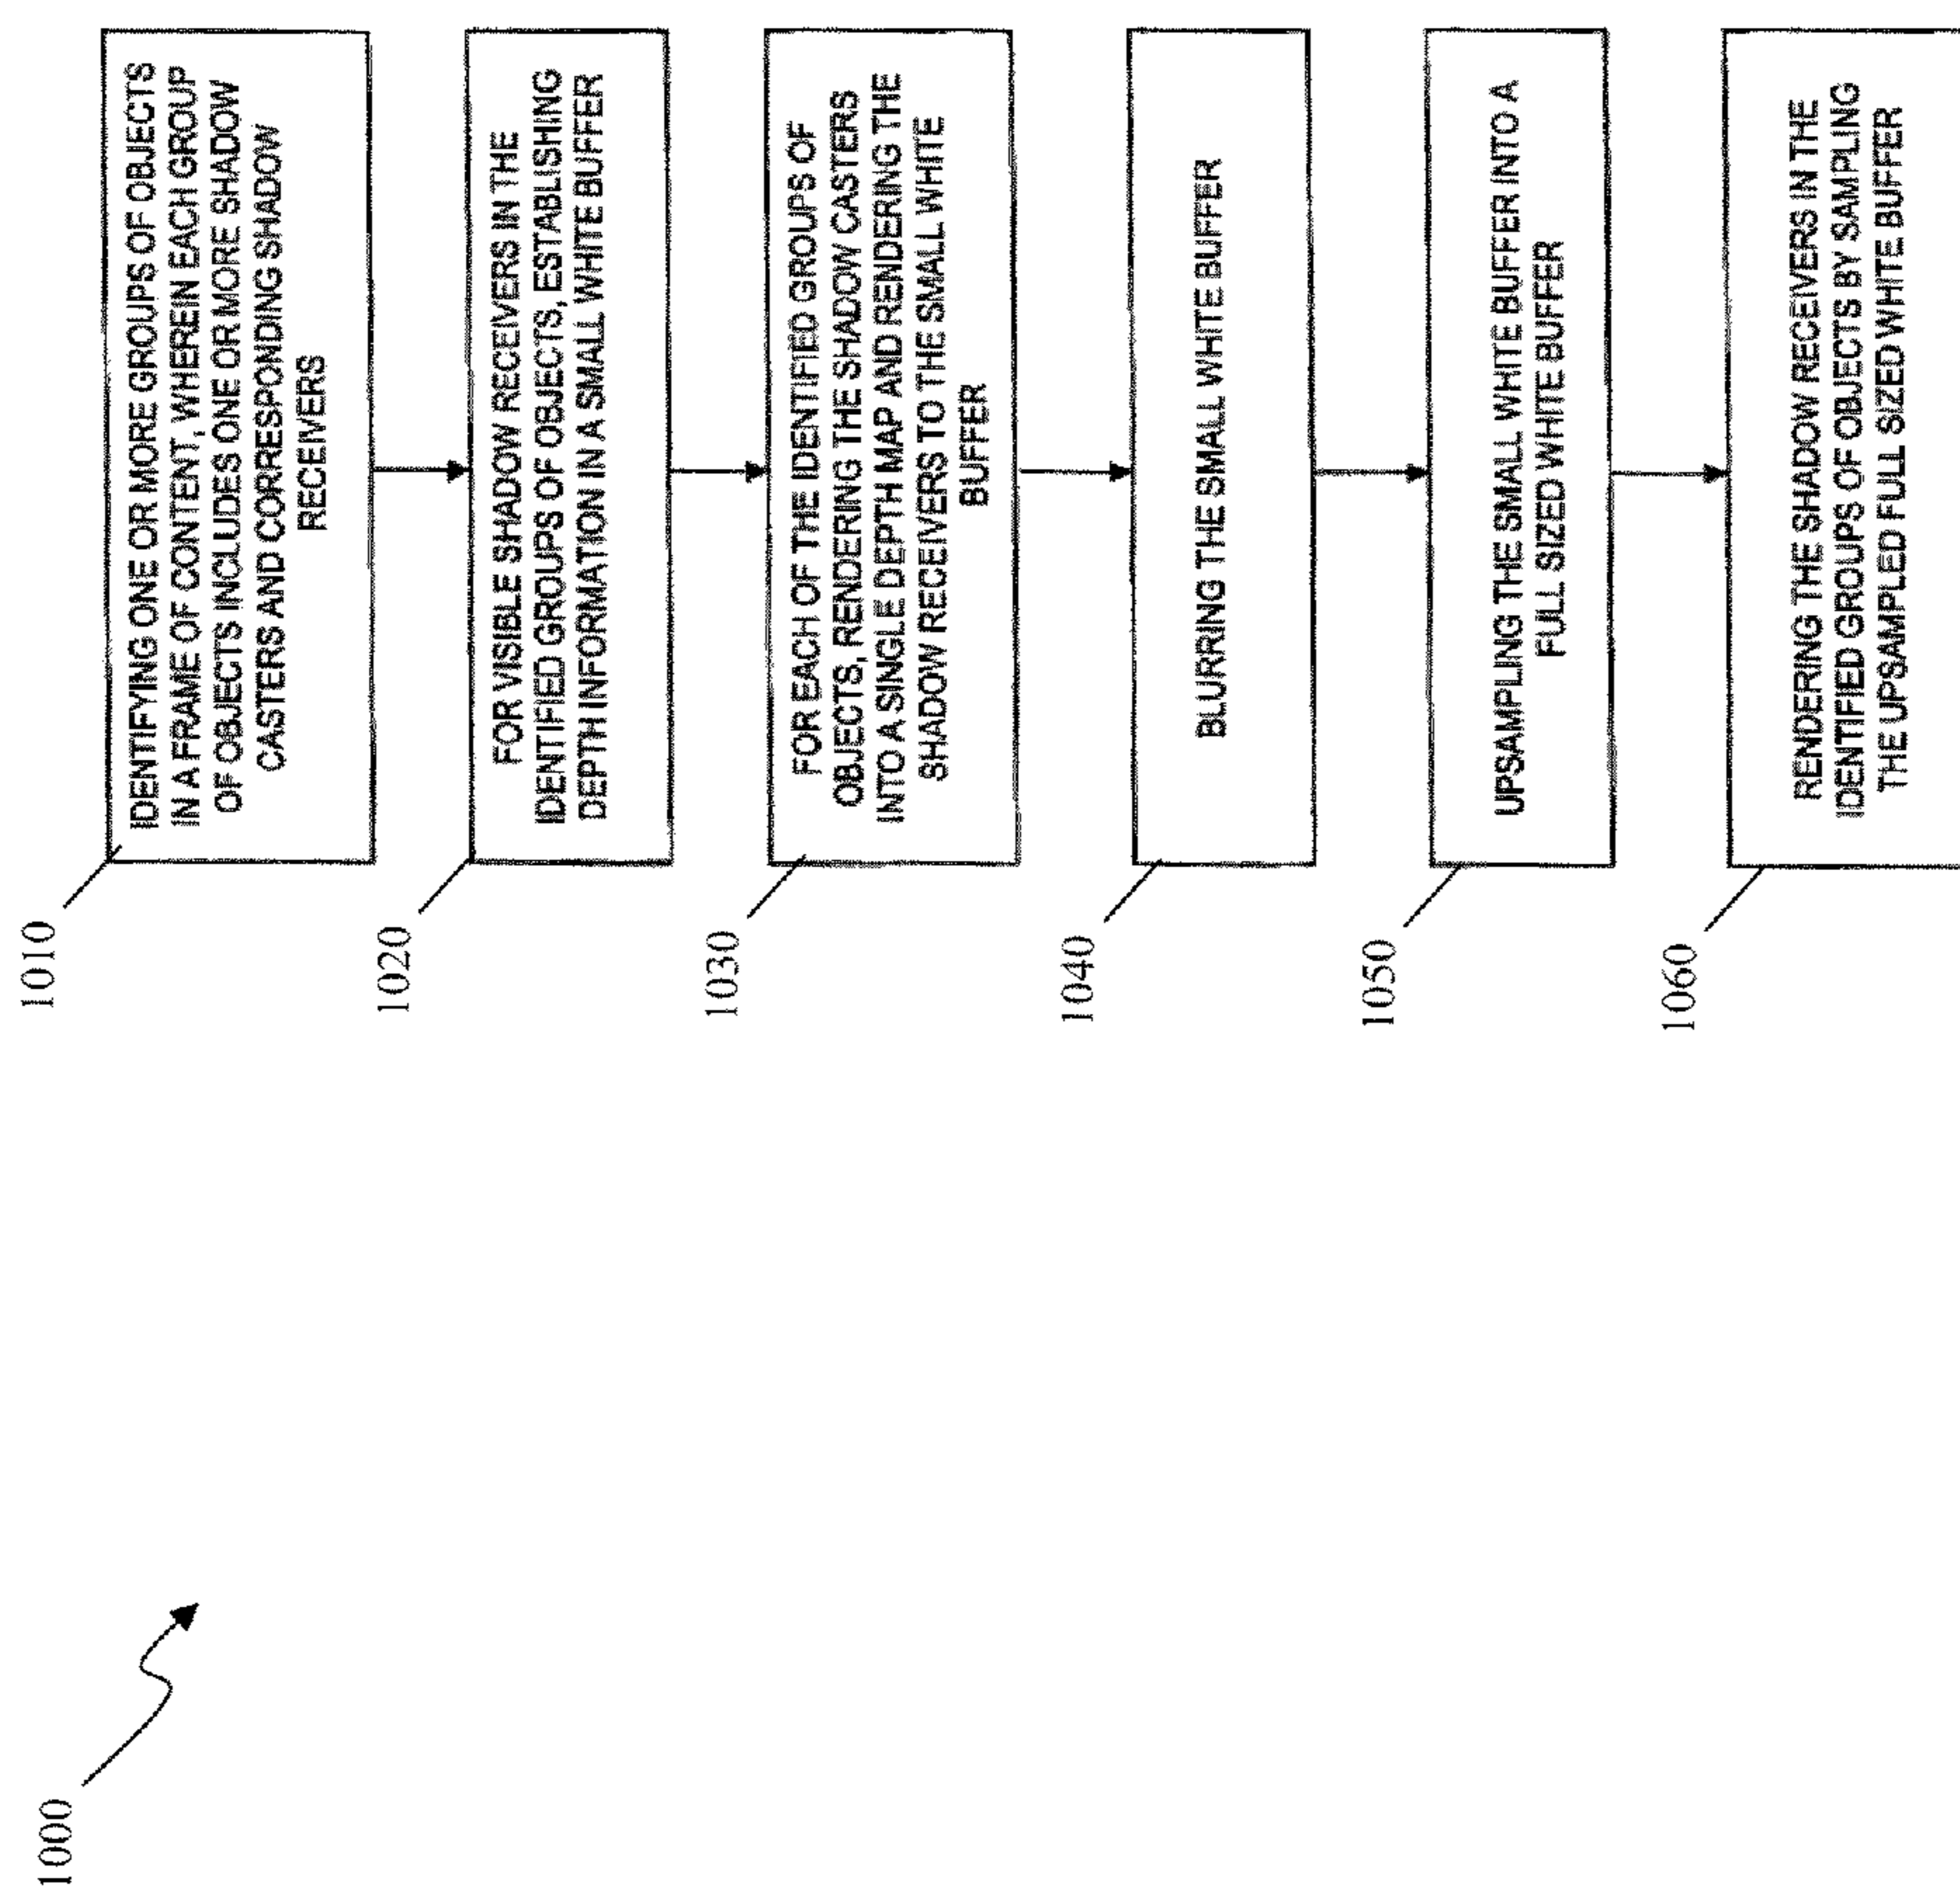 1000
1010
IDENTIFYING ONE OR MORE GROUPS OF OBJECTS
IN A FRAME OF CONTENT, WHEREIN EACH GROUP
OF OBJECTS INCLUDES ONE OR MORE SHADOW
CASTERS AND CORRESPONDING SHADOW
RECEIVERS
1020
FOR VISIBLE SHADOW RECEIVERS IN THE
IDENTIFIED GROUPS OF OBJECTS, ESTABLISHING
DEPTH INFORMATION IN A SMALL WHITE BUFFER
1030
FOR EACH OF THE IDENTIFIED GROUPS OF
OBJECTS, RENDERING THE SHADOW CASTERS
INTO A SINGLE DEPTH MAP AND RENDERING THE
SHADOW RECEIVERS TO THE SMALL WHITE
BUFFER
1040
BLURRING THE SMALL WHITE BUFFER
1050
UPSAMPLING THE SMALL WHITE BUFFER INTO A
FULL SIZED WHITE BUFFER
1060
RENDERING THE SHADOW RECEIVERS IN THE
IDENTIFIED GROUPS OF OBJECTS BY SAMPLING
THE UPSAMPLED FULL SIZED WHITE BUFFER